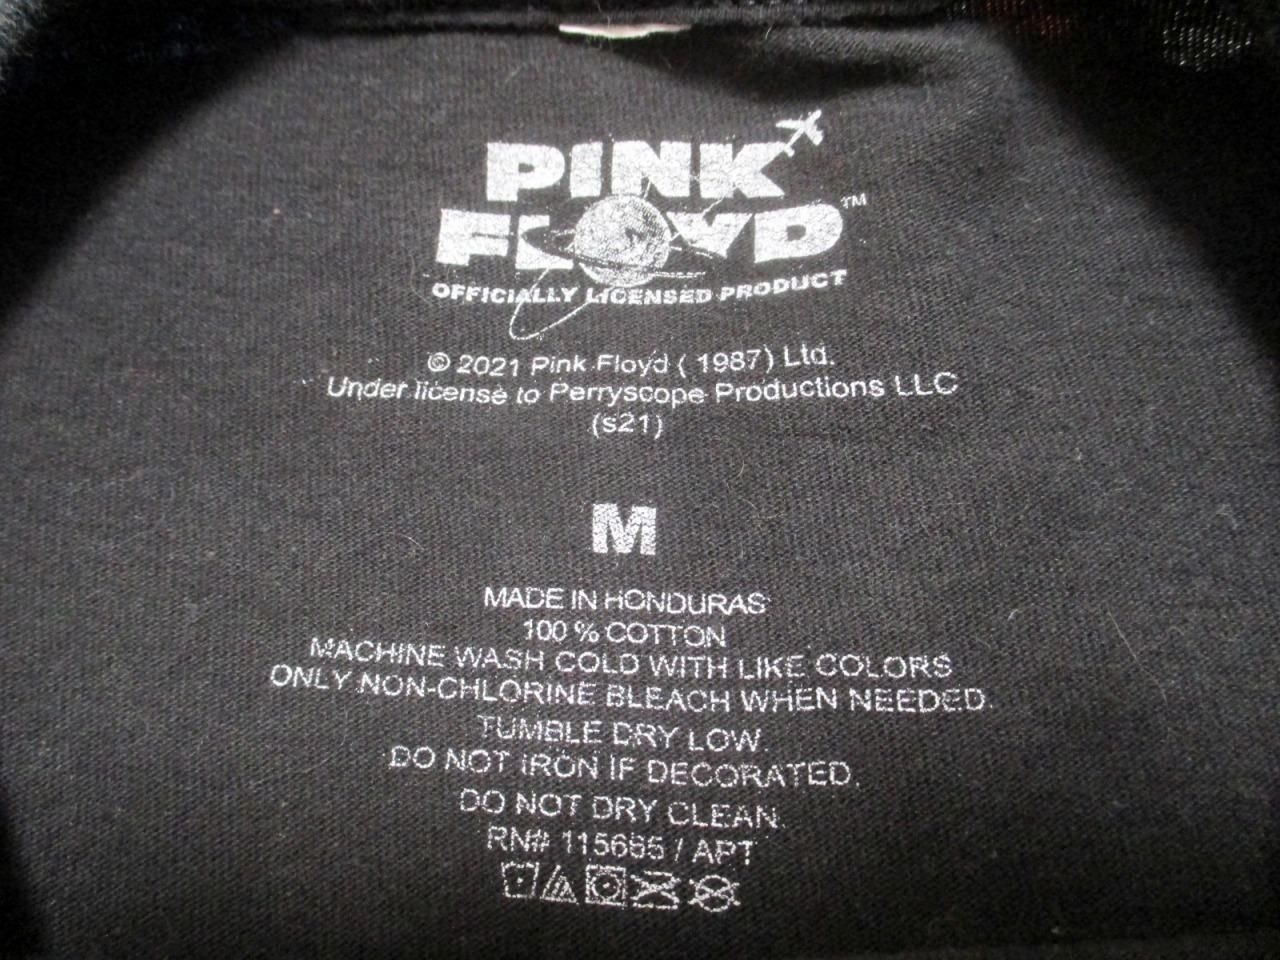 PINK
FLOYD™
OFFICIALLY LICENSED PRODUCT
© 2021 Pink Floyd ( 1987) Ltd.
Under license to Perryscope Productions LLC
(s21)
M
MADE IN HONDURAS
100 % COTTON
MACHINE WASH COLD WITH LIKE COLORS
ONLY NON-CHLORINE BLEACH WHEN NEEDED.
TUMBLE DRY LOW.
DO NOT IRON IF DECORATED.
DO NOT DRY CLEAN.
RN# 115685 / APT